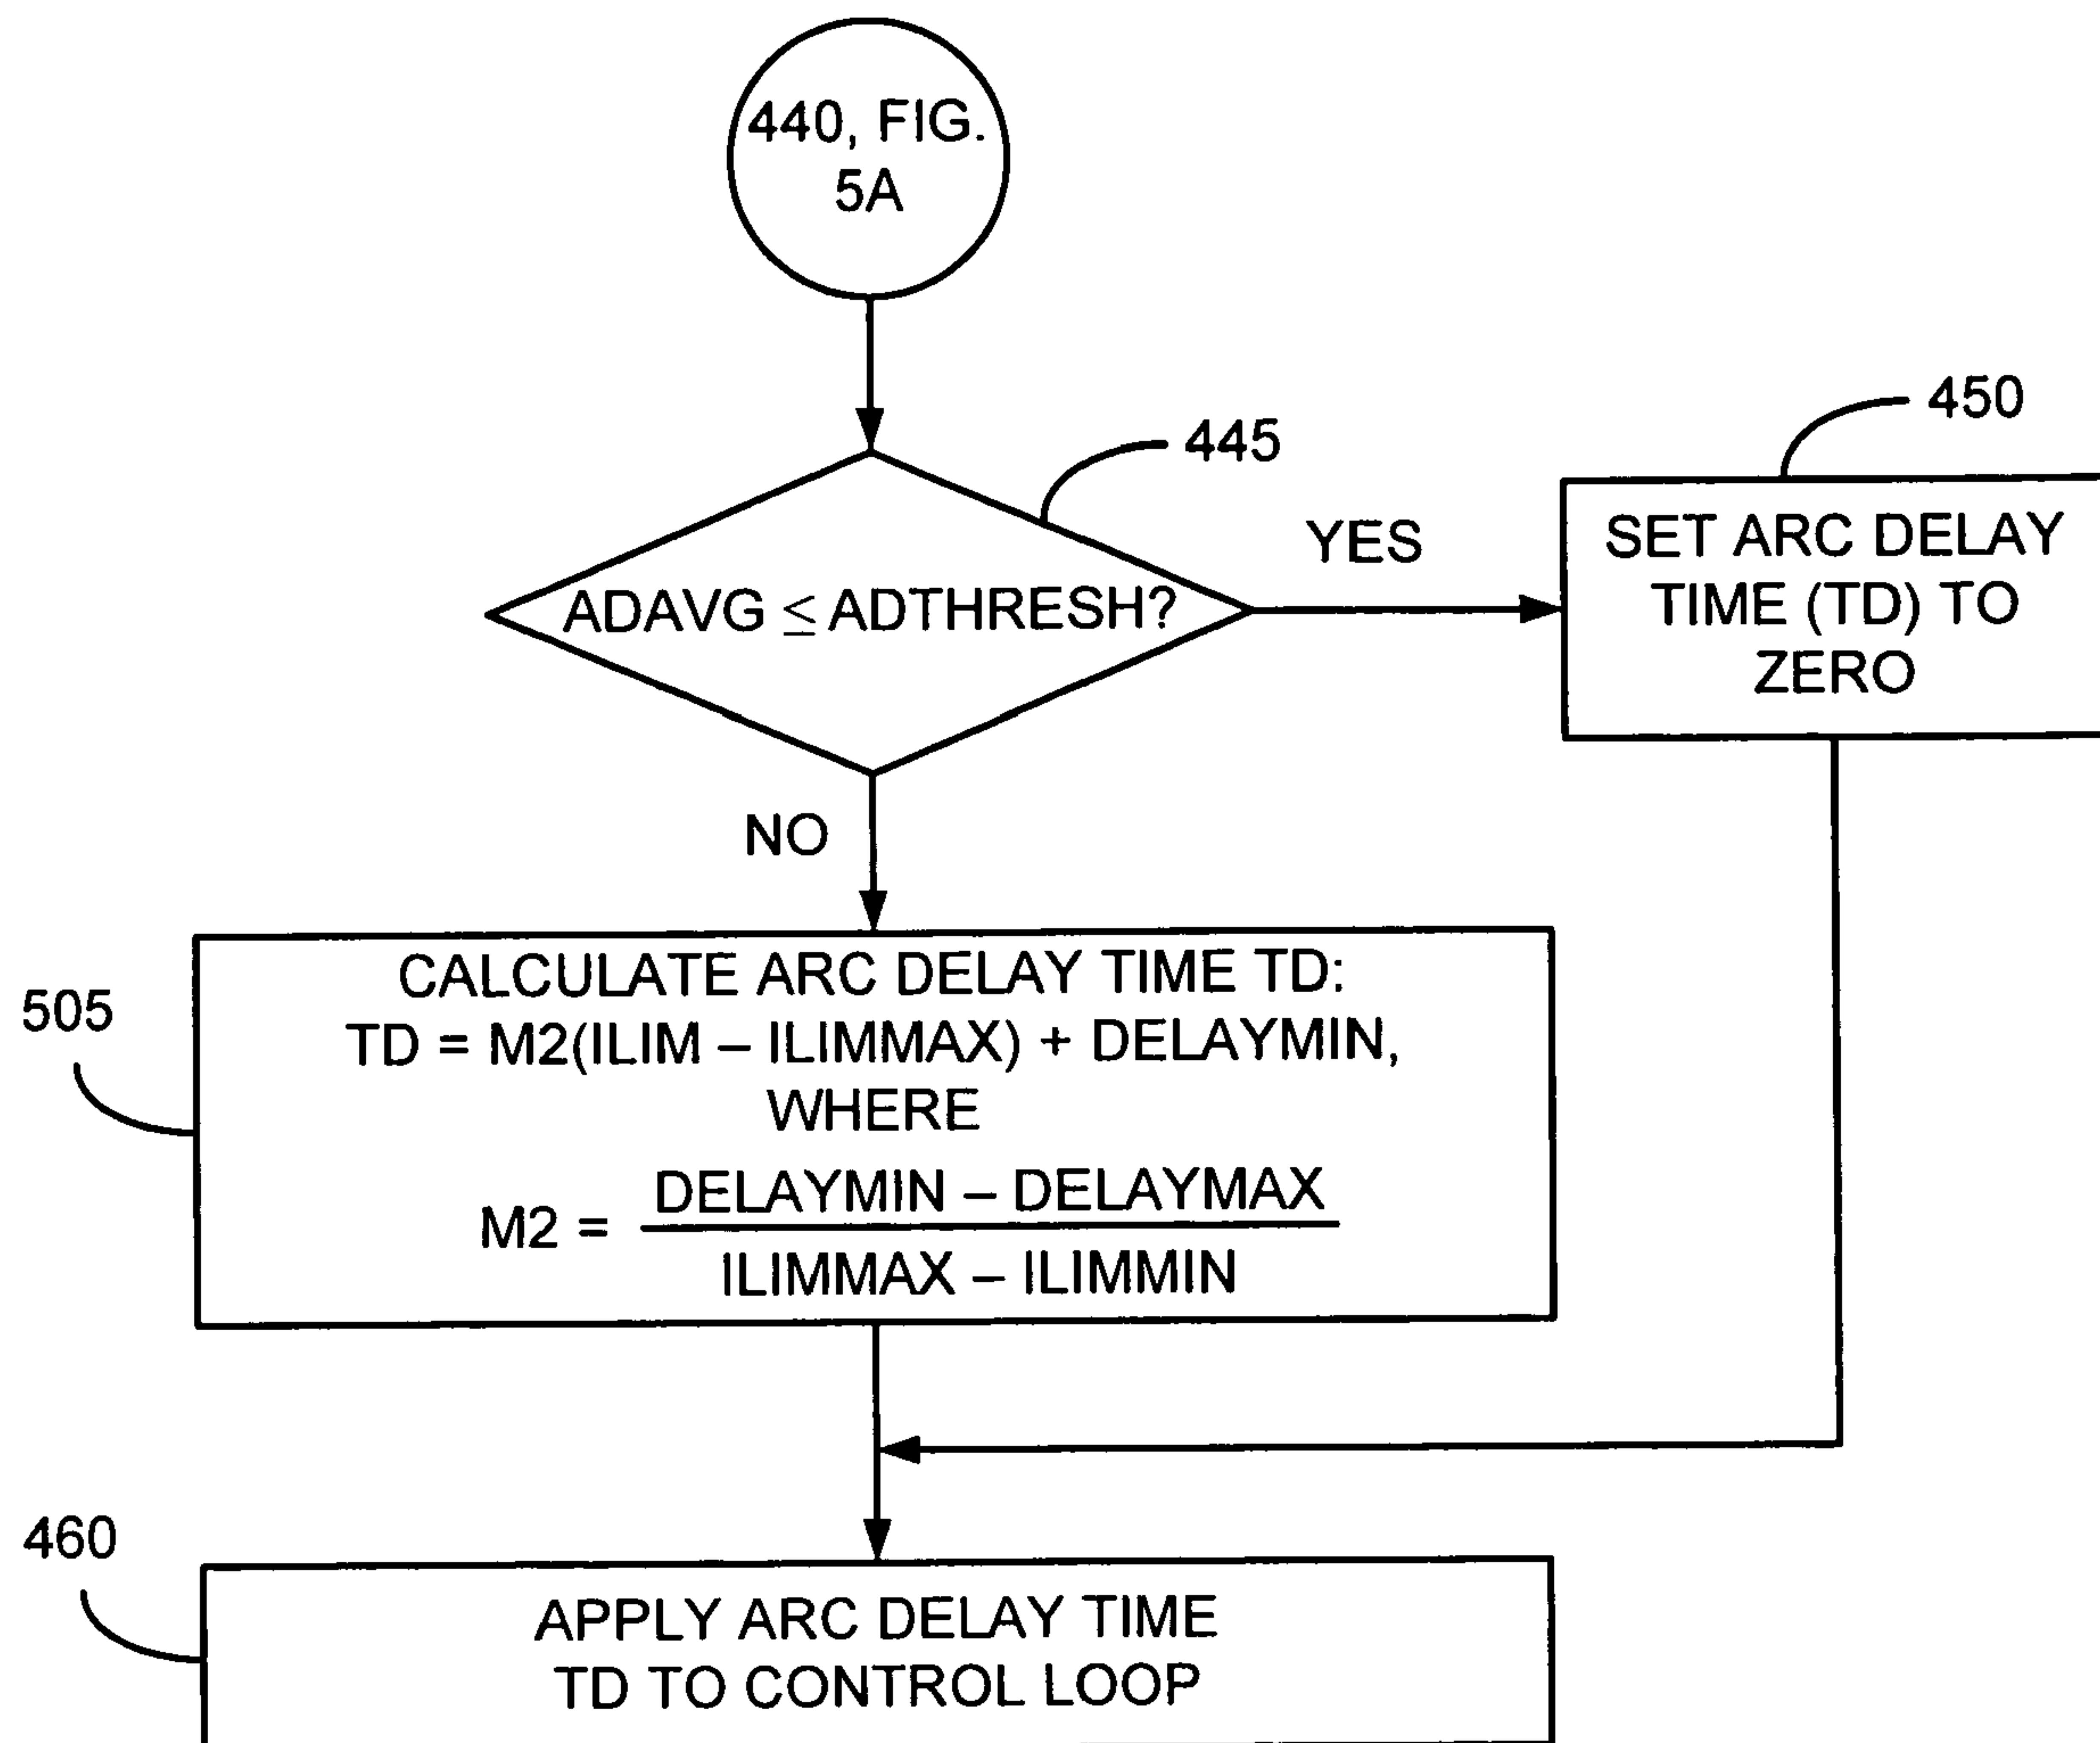 440, FIG.
5A
445
450
ADAVG ≤ ADTHRESH?
YES
SET ARC DELAY
TIME (TD) TO
ZERO
NO
505
CALCULATE ARC DELAY TIME TD:
TD = M2(ILIM – ILIMMAX) + DELAYMIN,
WHERE
M2 = DELAYMIN – DELAYMAX
ILIMMAX – ILIMMIN
460
APPLY ARC DELAY TIME
TD TO CONTROL LOOP